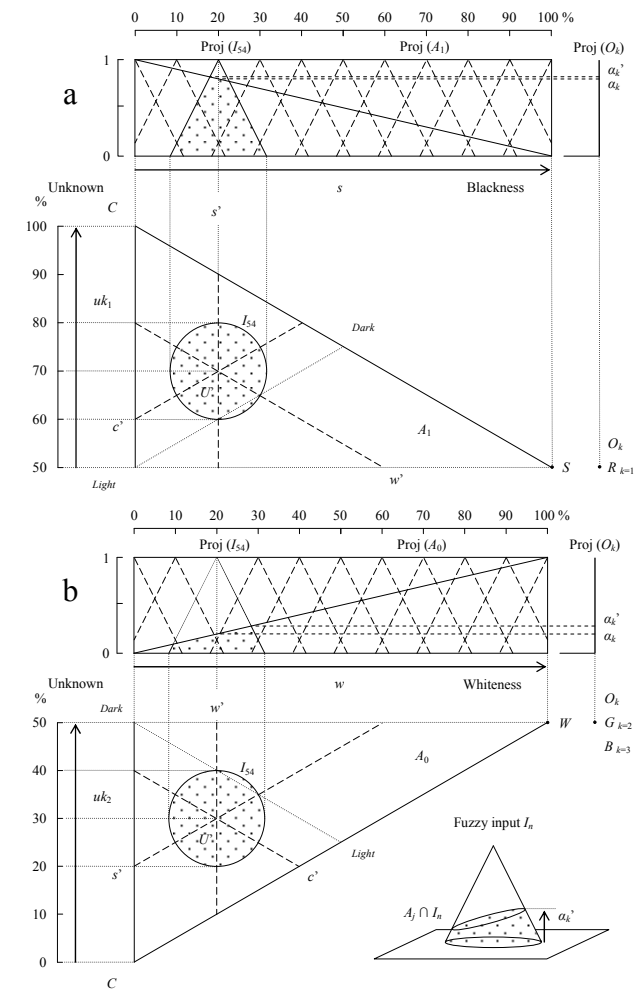 0 10 20 30 40 50 60 70 80 90 100 %
Proj (I54) Proj (A1) Proj (Ok)
1
αk’
αk
a
0
Unknown s Blackness
%
C s’
100
90
uk1
80 I54
Dark
70
U
60
c’ A1
Ok
50 S R k=1
Light w’
0 10 20 30 40 50 60 70 80 90 100 %
Proj (I54) Proj (A0) Proj (Ok)
1
b
αk’
αk
0
Unknown w Whiteness
% Dark w’ Ok
50 W G k=2
A0 B k=3
40 I54
uk2
30
U
Light
20
s’ c’
Fuzzy input In
10
Aj ∩ In αk’
0
C